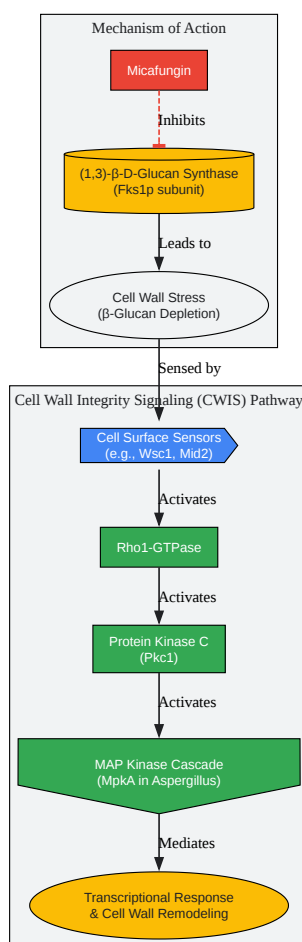 Mechanism of Action
Micafungin
Inhibits
(1,3)-β-D-Glucan Synthase
(Fks1p subunit)
Leads to
Cell Wall Stress
(β-Glucan Depletion)
Sensed by
Cell Wall Integrity Signaling (CWIS) Pathway
Cell Surface Sensors
(e.g., Wsc1, Mid2)
Activates
Rho1-GTPase
Activates
Protein Kinase C
(Pkc1)
Activates
MAP Kinase Cascade
(MpkA in Aspergillus)
Mediates
Transcriptional Response
& Cell Wall Remodeling